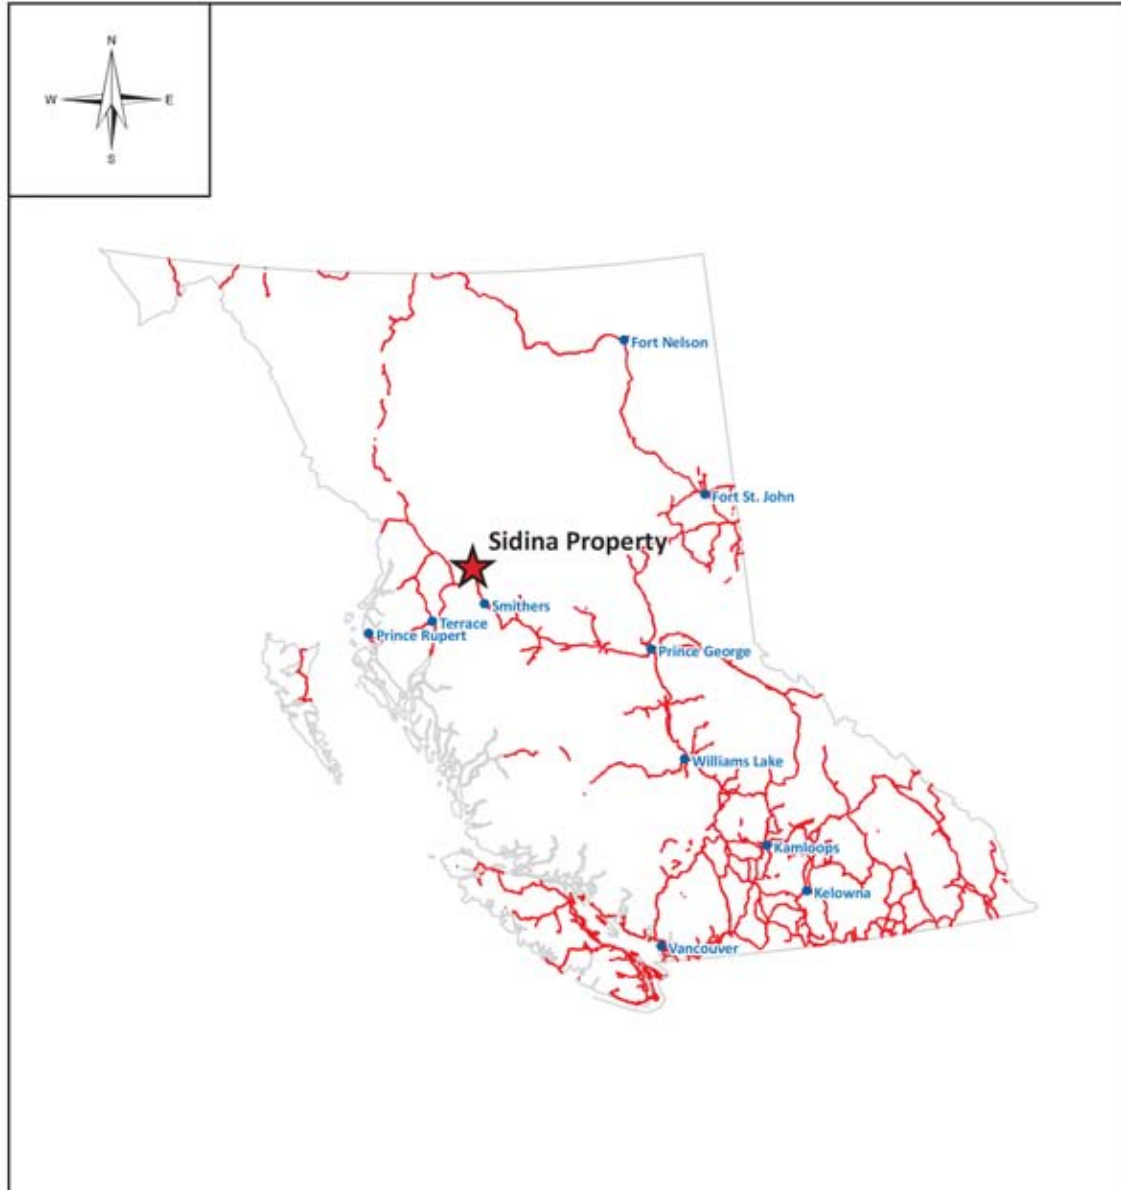 N
W E
S
Fort Nelson
Fort St. John
Sidina Property
Smithers
Terrace
Prince Rupert
Prince George
Williams Lake
Kamloops
Kelowna
Vancouver